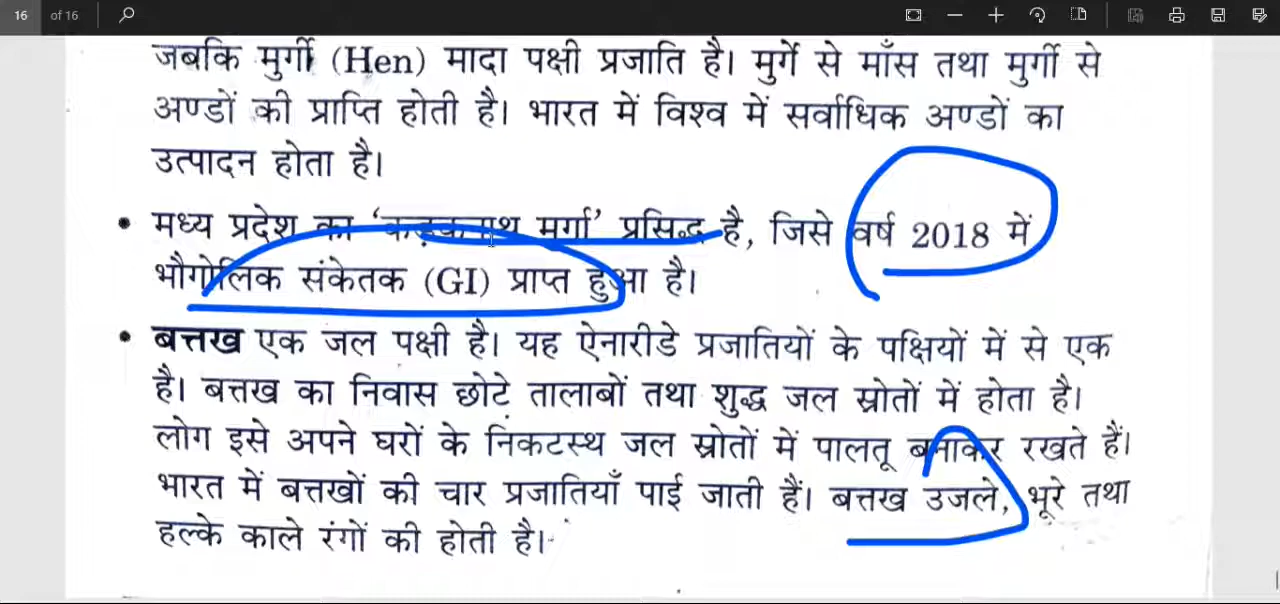 16 of 16
जबकि मुर्गी (Hen) मादा पक्षी प्रजाति है। मुर्गे से माँस तथा मुर्गी से
अण्डों की प्राप्ति होती है। भारत में विश्व में सर्वाधिक अण्डों का
उत्पादन होता है।
• मध्य प्रदेश का ‘कड़कनाथ मुर्गा’ प्रसिद्ध है, जिसे वर्ष 2018 में
भौगोलिक संकेतक (GI) प्राप्त हुआ है।
• बत्तख एक जल पक्षी है। यह ऐनारीडे प्रजातियों के पक्षियों में से एक
है। बत्तख का निवास छोटे तालाबों तथा शुद्ध जल स्रोतों में होता है।
लोग इसे अपने घरों के निकटस्थ जल स्रोतों में पालतू बनाकर रखते हैं।
भारत में बत्तखों की चार प्रजातियाँ पाई जाती हैं। बत्तख उजले, भूरे तथा
हल्के काले रंगों की होती है।